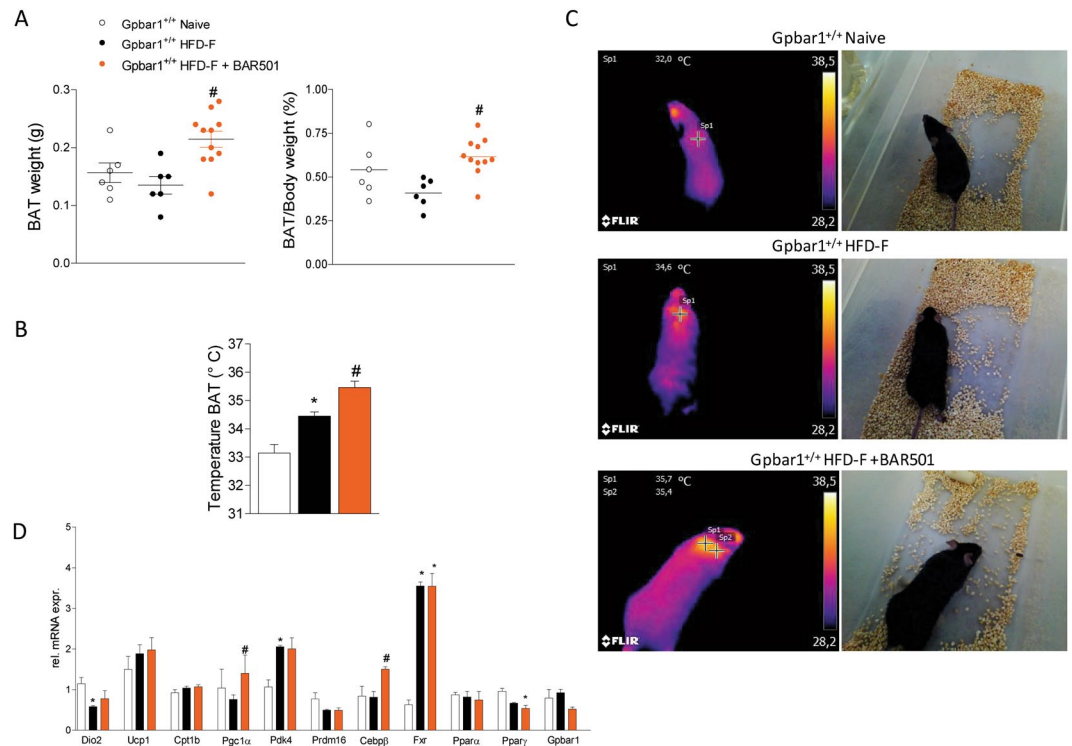 A
Gpbar1+/+ Naive
Gpbar1+/+ HFD-F
Gpbar1+/+ HFD-F + BAR501
BAT weight (g)
0.3
0.2
0.1
0.0
#
BAT/Body weight (%)
1.00
0.75
0.50
0.25
0.00
#
B
Temperature BAT (° C)
37
36
35
34
33
32
31
*
#
C
Gpbar1+/+ Naive
Sp1 32,0 °C
38,5
Sp1
FLIR
28,2
Gpbar1+/+ HFD-F
Sp1 34,6 °C
38,5
Sp1
FLIR
28,2
Gpbar1+/+ HFD-F +BAR501
Sp1 35,7 °C
Sp2 35,4
38,5
Sp1
Sp2
FLIR
28,2
D
rel. mRNA expr.
5
4
3
2
1
0
* # * # * * *
Dio2 Ucp1 Cpt1b Pgc1α Pdk4 Prdm16 Cebpβ Fxr Pparα Pparγ Gpbar1